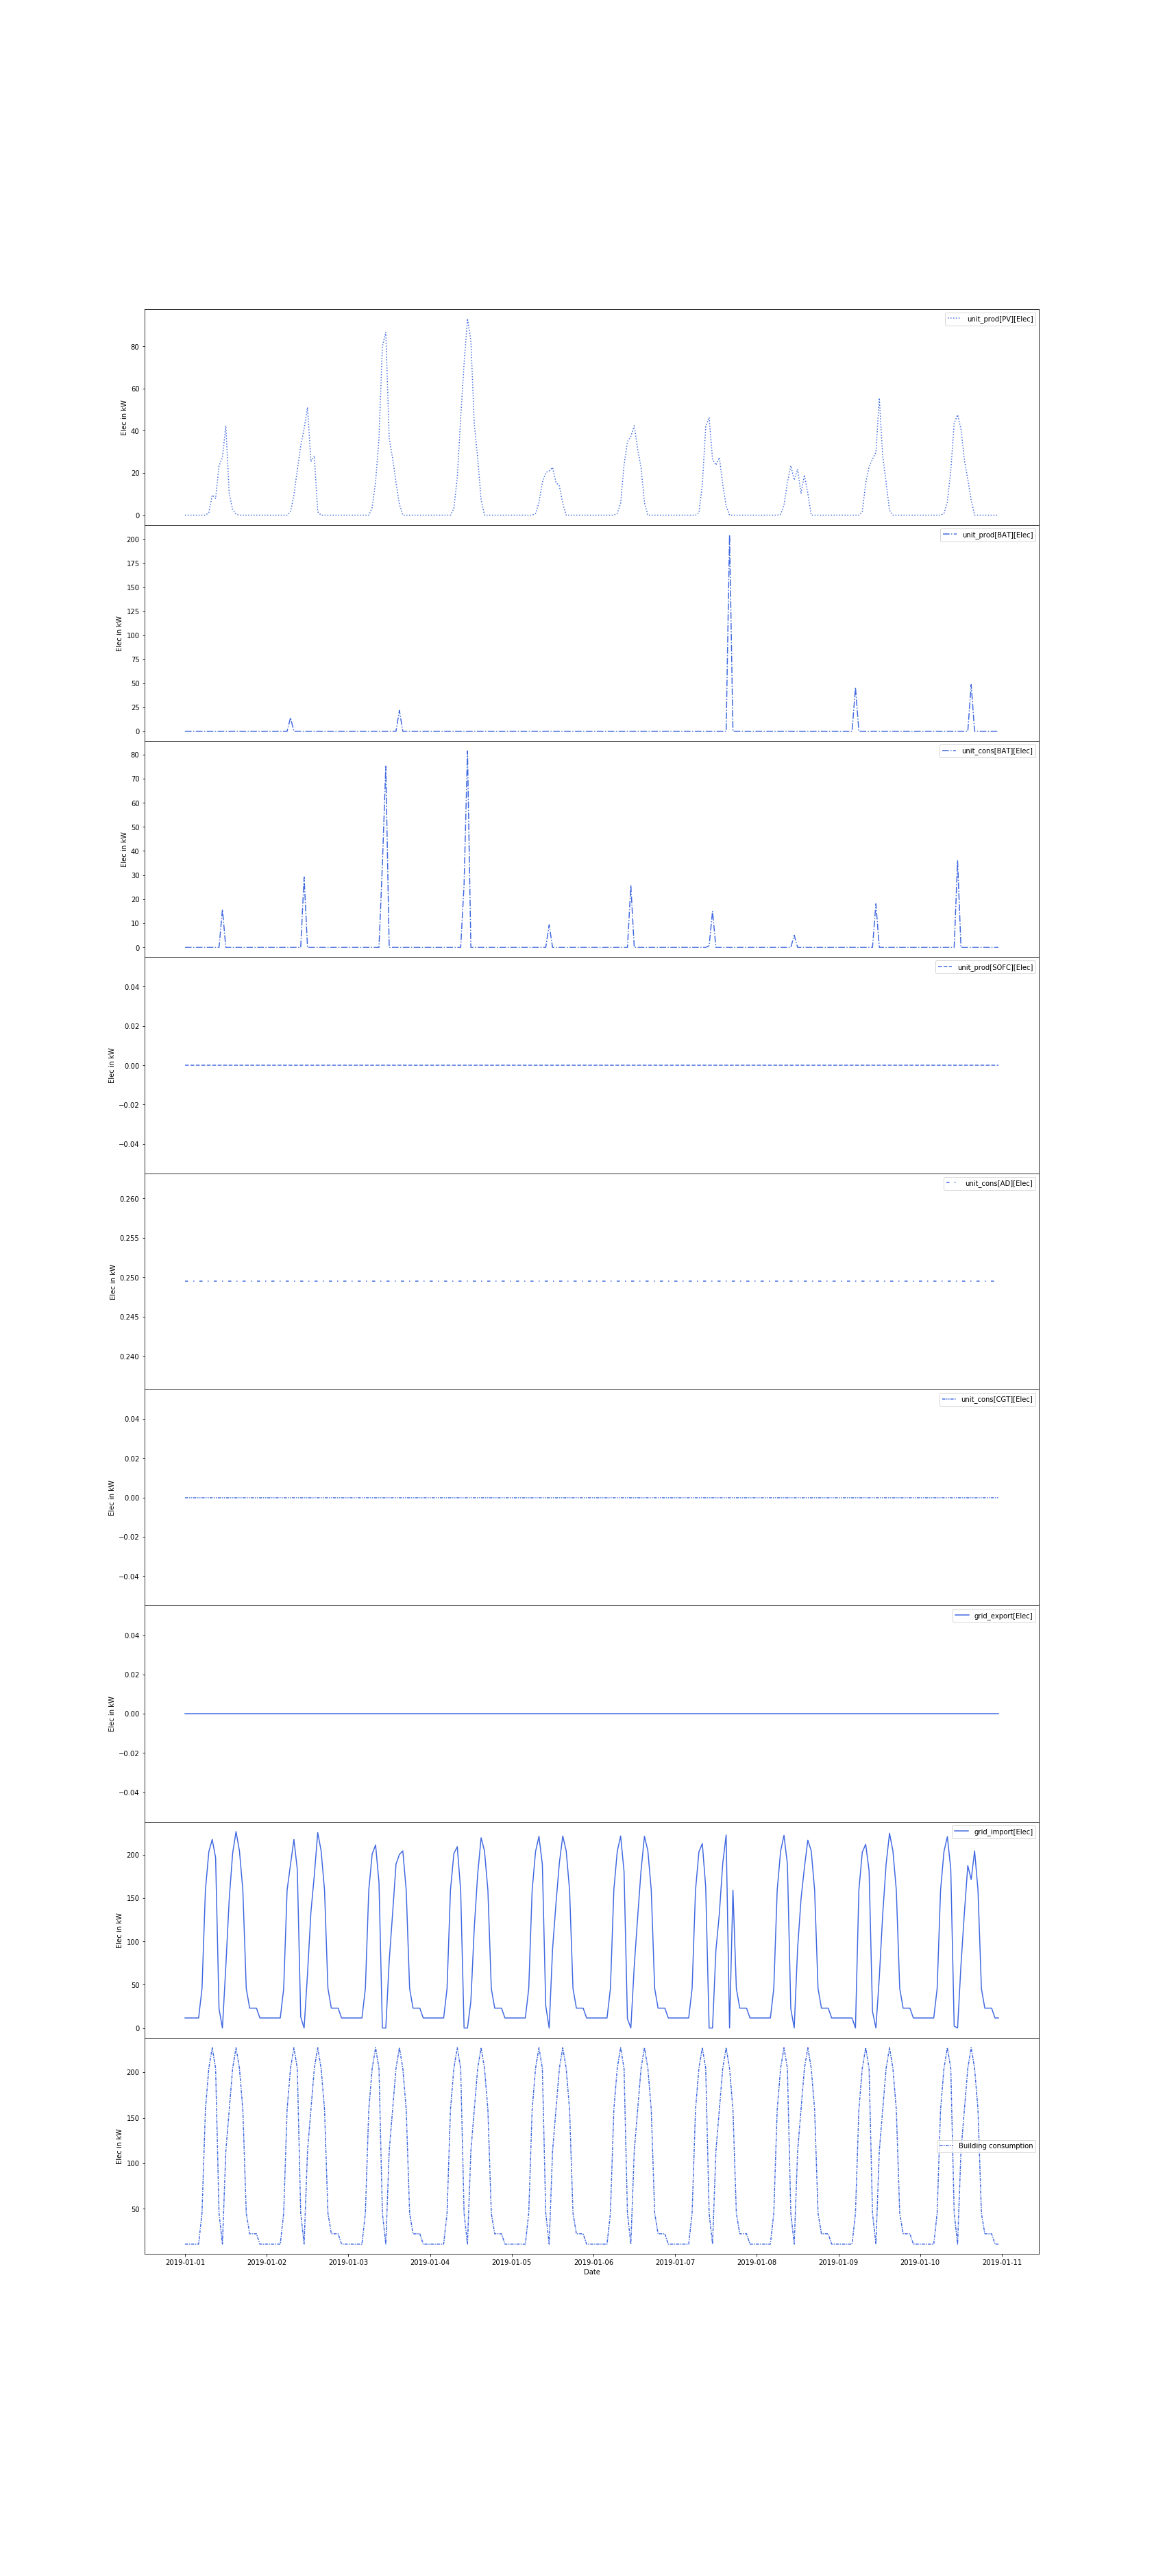 unit_prod[PV][Elec]
80
60
40
20
0
Elec in kW
unit_prod[BAT][Elec]
200
175
150
125
100
75
50
25
0
Elec in kW
unit_cons[BAT][Elec]
80
70
60
50
40
30
20
10
0
Elec in kW
unit_prod[SOFC][Elec]
0.04
0.02
0.00
−0.02
−0.04
Elec in kW
unit_cons[AD][Elec]
0.260
0.255
0.250
0.245
0.240
Elec in kW
unit_cons[CGT][Elec]
0.04
0.02
0.00
−0.02
−0.04
Elec in kW
grid_export[Elec]
0.04
0.02
0.00
−0.02
−0.04
Elec in kW
grid_import[Elec]
200
150
100
50
0
Elec in kW
200
150
100
50
Elec in kW
Building consumption
2019-01-01 2019-01-02 2019-01-03 2019-01-04 2019-01-05 2019-01-06 2019-01-07 2019-01-08 2019-01-09 2019-01-10 2019-01-11
Date